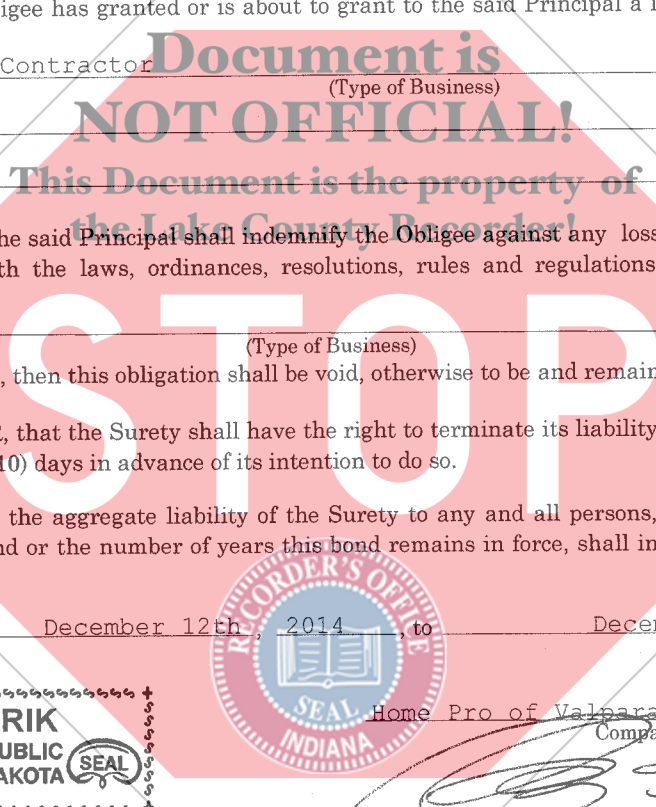 ligee has granted or is about to grant to the said Principal a
Contractor
Document is
(Type of Business)
NOT OFFICIAL!
This Document is the property of
the Lake County Recorder!
he said Principal shall indemnify the Obligee against any loss
th the laws, ordinances, resolutions, rules and regulations
STOP
(Type of Business)
, then this obligation shall be void, otherwise to be and remain
, that the Surety shall have the right to terminate its liability
10) days in advance of its intention to do so.
the aggregate liability of the Surety to any and all persons,
nd or the number of years this bond remains in force, shall in
RECORDER'S OFFICE
December 12th, 2014, to Decem
SEAL
INDIANA
Home Pro of Valpara
Compa
RIK
UBLIC
AKOTA
SEAL